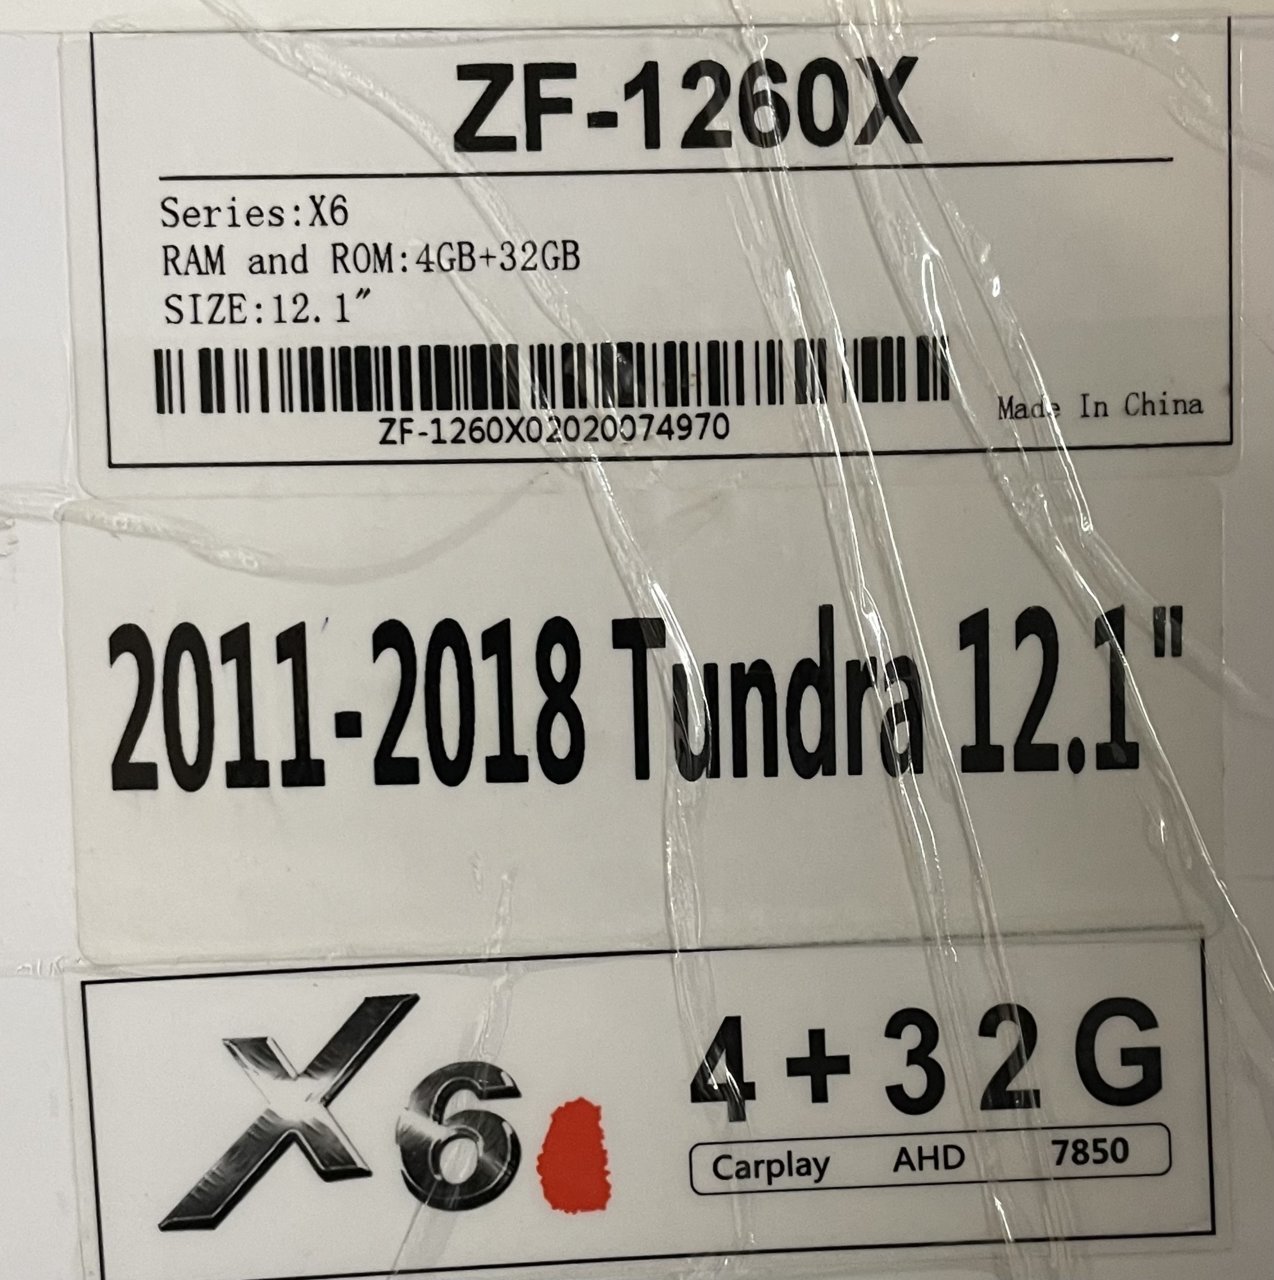 ZF-1260X
Series:X6
RAM and ROM:4GB+32GB
SIZE:12.1"
ZF-1260X02020074970
Made In China
2011-2018 Tundra 12.1"
X6
4+32G
Carplay AHD 7850